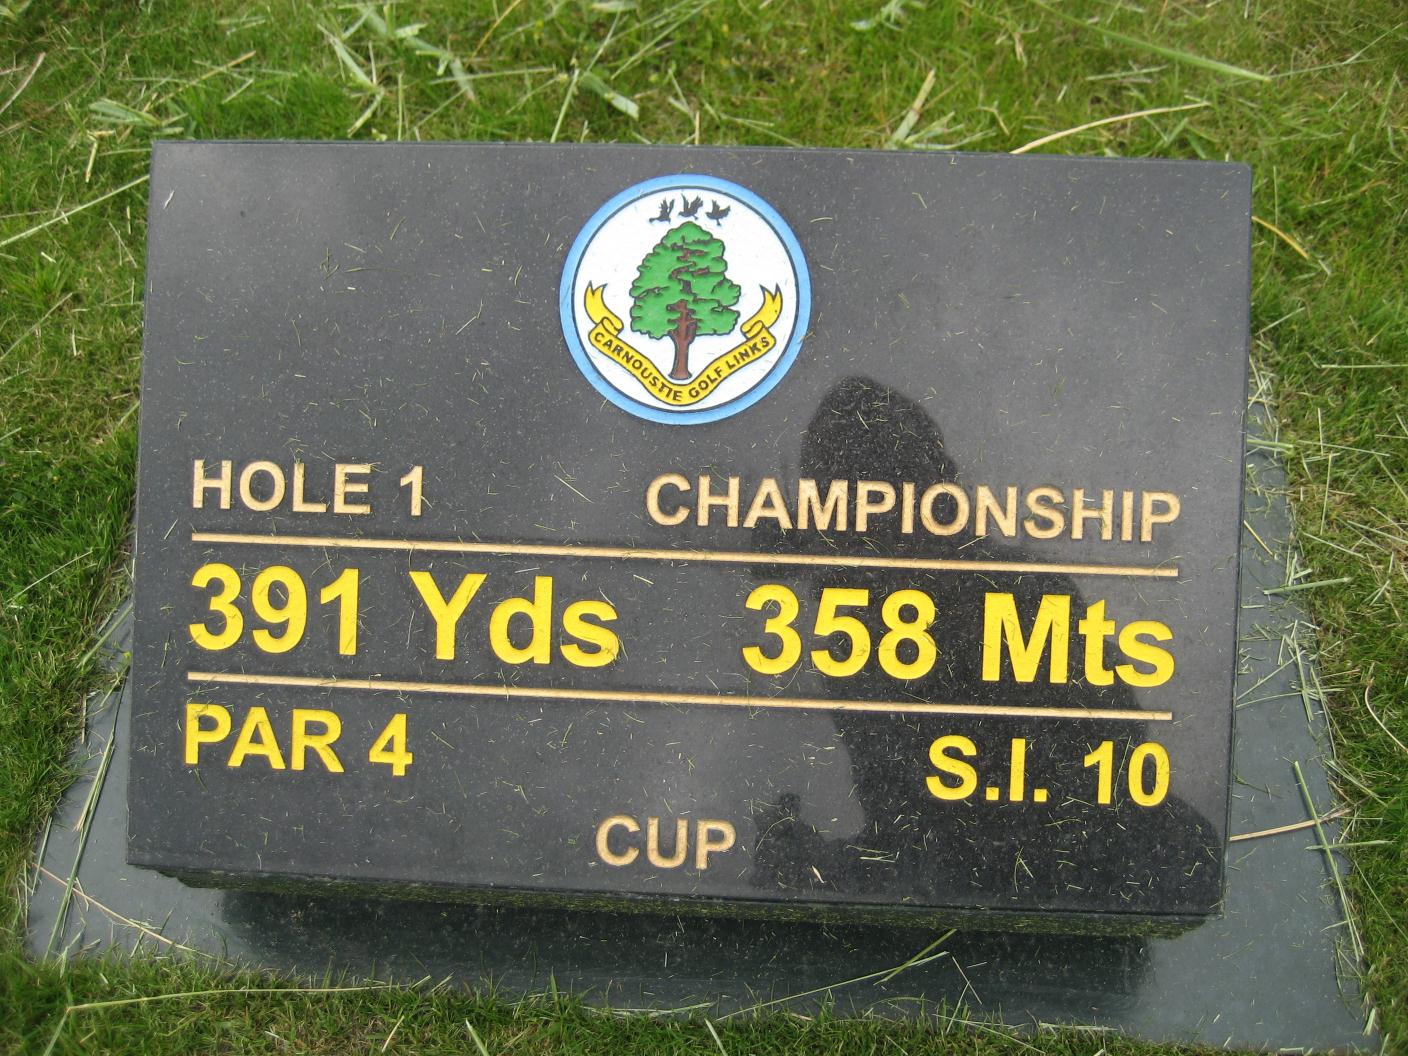 CARNOUSTIE GOLF LINKS
HOLE 1 CHAMPIONSHIP
391 Yds 358 Mts
PAR 4 S.I. 10
CUP